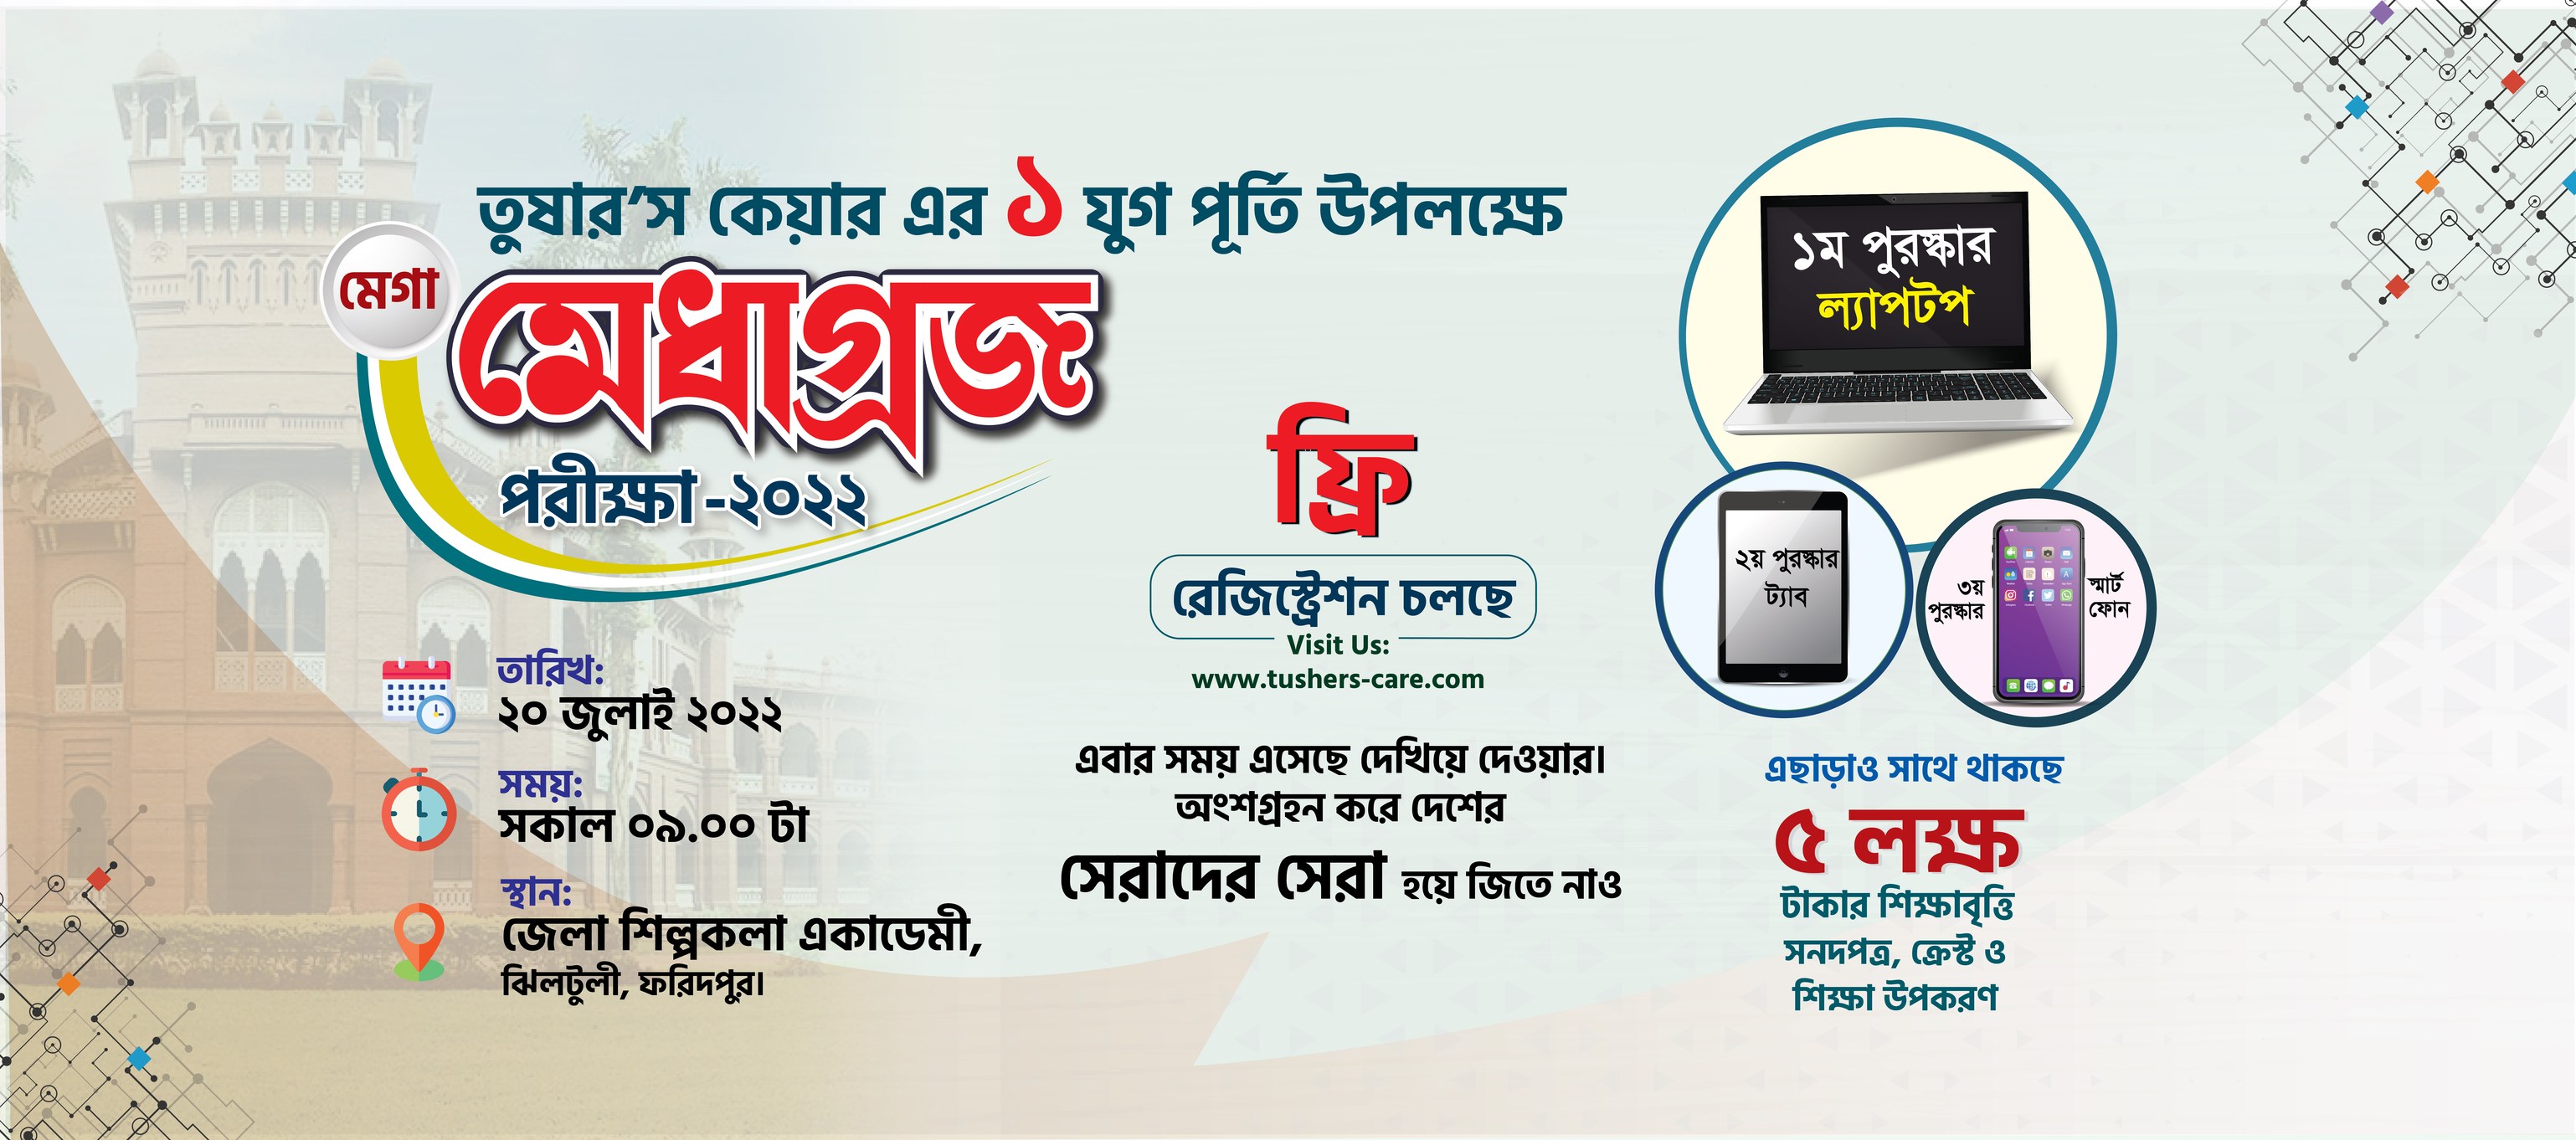 তুষার'স কেয়ার এর ১ যুগ পূর্তি উপলক্ষে
মেগা
মেধাগ্রজ
পরীক্ষা-২০২২
তারিখ:
২০ জুলাই ২০২২
সময়:
সকাল ০৯.০০ টা
স্থান:
জেলা শিল্পকলা একাডেমী,
ঝিলটুলী, ফরিদপুর।
ফ্রি
রেজিস্ট্রেশন চলছে
Visit Us:
www.tushers-care.com
এবার সময় এসেছে দেখিয়ে দেওয়ার।
অংশগ্রহন করে দেশের
সেরাদের সেরা হয়ে জিতে নাও
১ম পুরস্কার
ল্যাপটপ
২য় পুরস্কার
ট্যাব
৩য়
পুরস্কার
স্মার্ট
ফোন
এছাড়াও সাথে থাকছে
৫ লক্ষ
টাকার শিক্ষাবৃত্তি
সনদপত্র, ক্রেস্ট ও
শিক্ষা উপকরণ